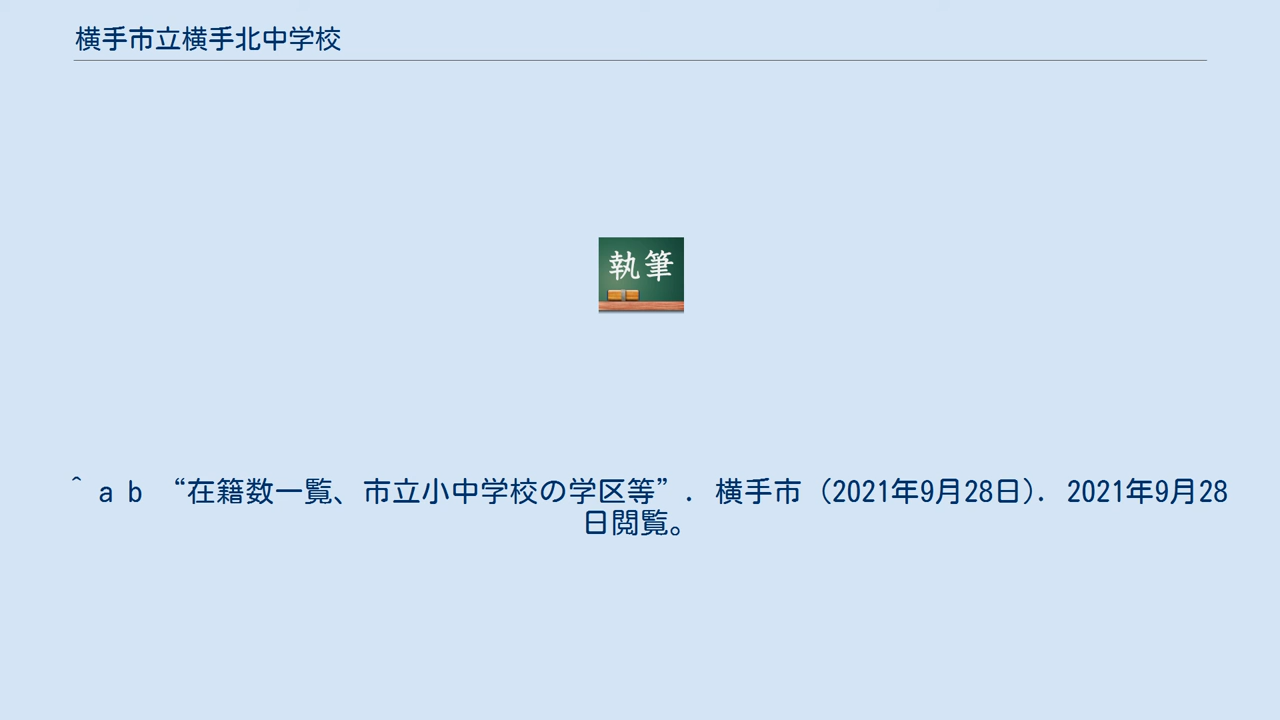 横手市立横手北中学校
執筆
^ a b “在籍数一覧、市立小中学校の学区等”. 横手市 (2021年9月28日). 2021年9月28
日閲覧。